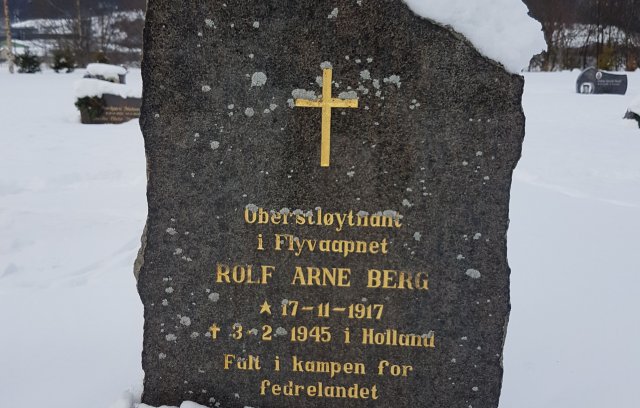 Oberstløytnant
i Flyvaapnet
ROLF ARNE BERG
★ 17-11-1917
✝ 3-2-1945 i Holland
Falt i kampen for
fedrelandet